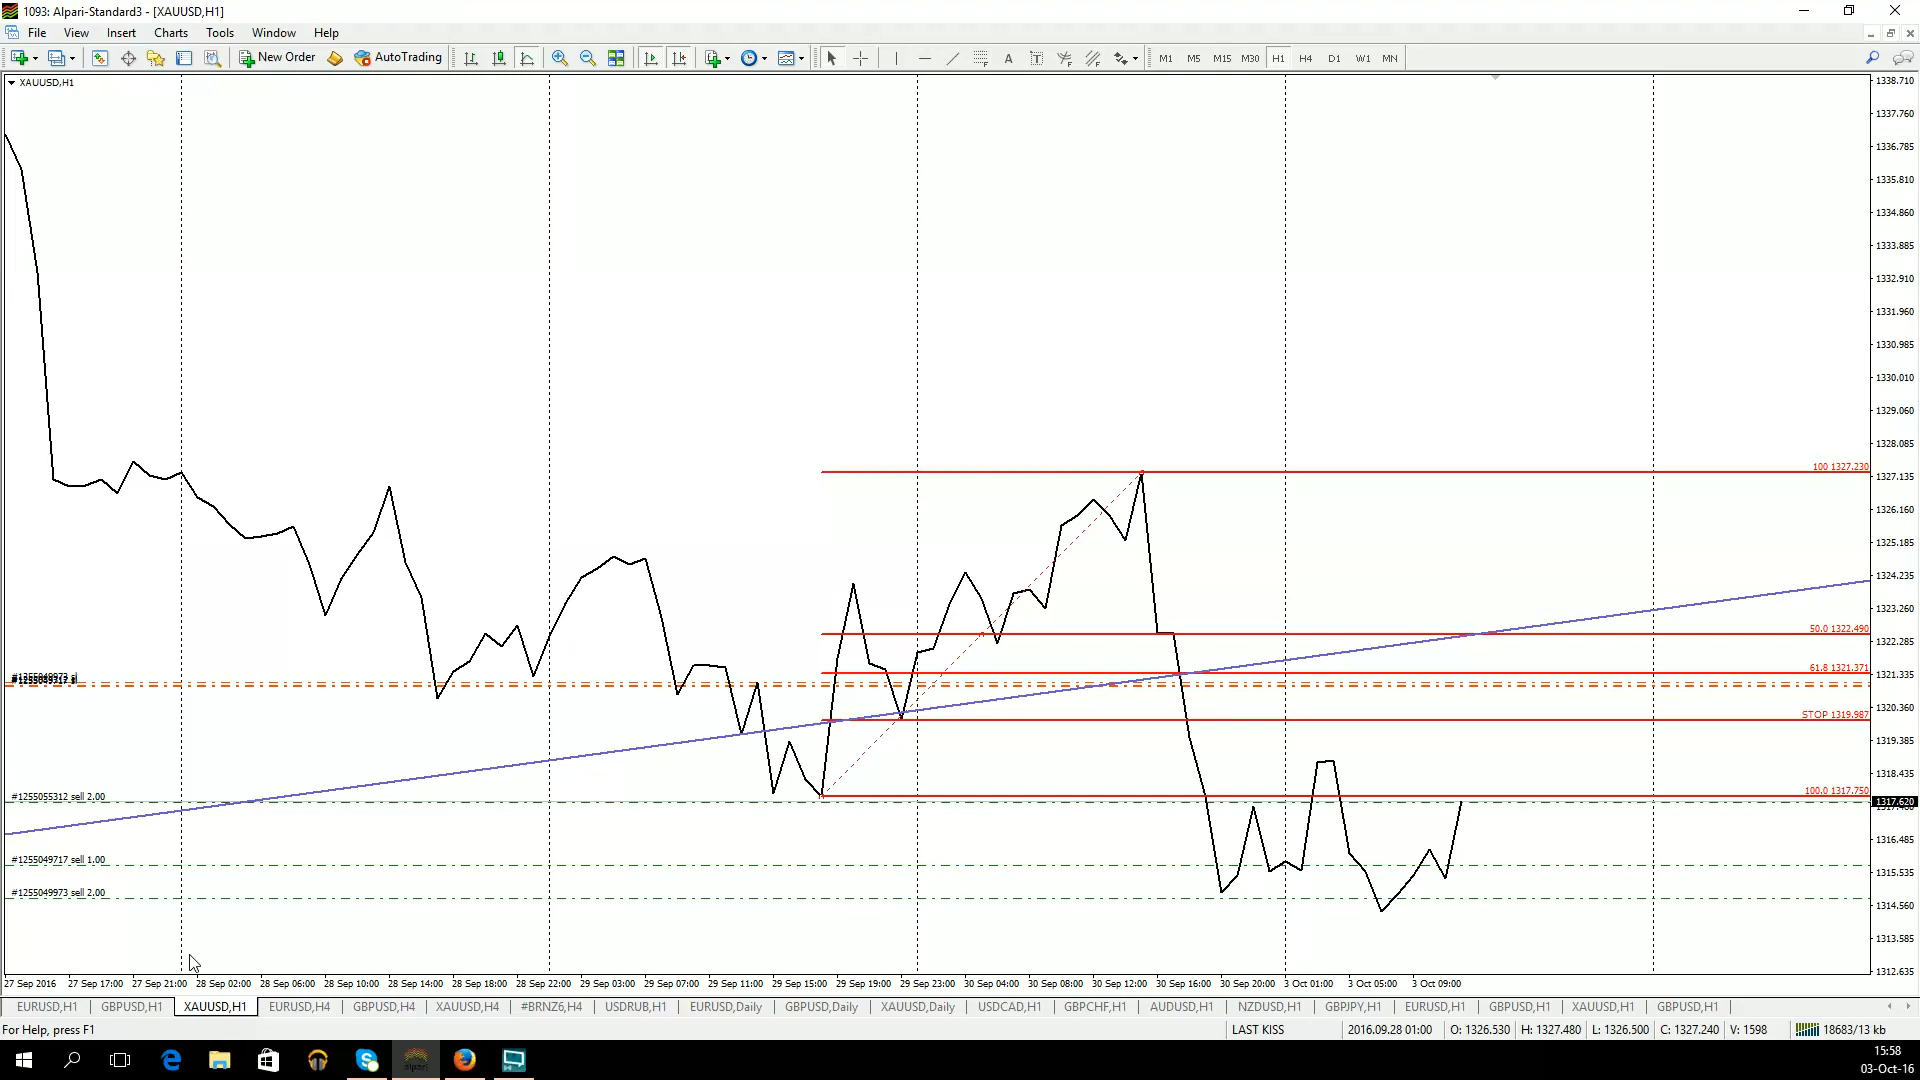 1093: Alpari-Standard3 - [XAUUSD,H1]
File View Insert Charts Tools Window Help
New Order AutoTrading A T M1 M5 M15 M30 H1 H4 D1 W1 MN
XAUUSD,H1
1338.710
1337.760
1336.785
1335.810
1334.860
1333.885
1332.910
1331.960
1330.985
1330.010
1329.060
1328.085
100 1327.230
1327.135
1326.160
1325.185
1324.235
1323.260
50.0 1322.490
1322.285
61.8 1321.371
1321.335
1320.360
STOP 1319.987
1319.385
1318.435
100.0 1317.750
#1255055312 sell 2.00
1317.620
1316.485
#1255049717 sell 1.00
1315.535
#1255049973 sell 2.00
1314.560
1313.585
1312.635
27 Sep 2016 27 Sep 17:00 27 Sep 21:00 28 Sep 02:00 28 Sep 06:00 28 Sep 10:00 28 Sep 14:00 28 Sep 18:00 28 Sep 22:00 29 Sep 03:00 29 Sep 07:00 29 Sep 11:00 29 Sep 15:00 29 Sep 19:00 29 Sep 23:00 30 Sep 04:00 30 Sep 08:00 30 Sep 12:00 30 Sep 16:00 30 Sep 20:00 3 Oct 01:00 3 Oct 05:00 3 Oct 09:00
EURUSD,H1 GBPUSD,H1 XAUUSD,H1 EURUSD,H4 GBPUSD,H4 XAUUSD,H4 #BRNZ6,H4 USDRUB,H1 EURUSD,Daily GBPUSD,Daily XAUUSD,Daily USDCAD,H1 GBPCHF,H1 AUDUSD,H1 NZDUSD,H1 GBPJPY,H1 EURUSD,H1 GBPUSD,H1 XAUUSD,H1 GBPUSD,H1
For Help, press F1 LAST KISS 2016.09.28 01:00 O: 1326.530 H: 1327.480 L: 1326.500 C: 1327.240 V: 1598 18683/13 kb
alpari
15:58
03-Oct-16